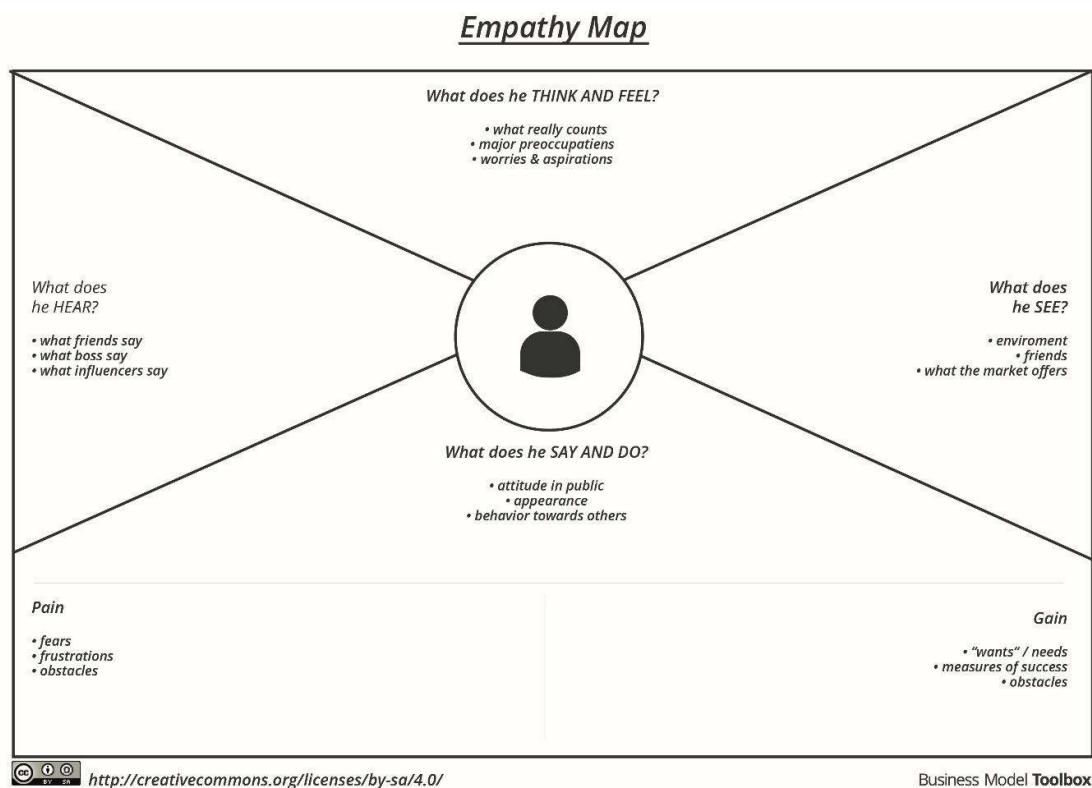 Empathy Map
What does he THINK AND FEEL?
• what really counts
• major preoccupatiens
• worries & aspirations
What does
he HEAR?
• what friends say
• what boss say
• what influencers say
What does
he SEE?
• enviroment
• friends
• what the market offers
What does he SAY AND DO?
• attitude in public
• appearance
• behavior towards others
Pain
• fears
• frustrations
• obstacles
Gain
• "wants" / needs
• measures of success
• obstacles
cc BY SA
http://creativecommons.org/licenses/by-sa/4.0/
Business Model Toolbox